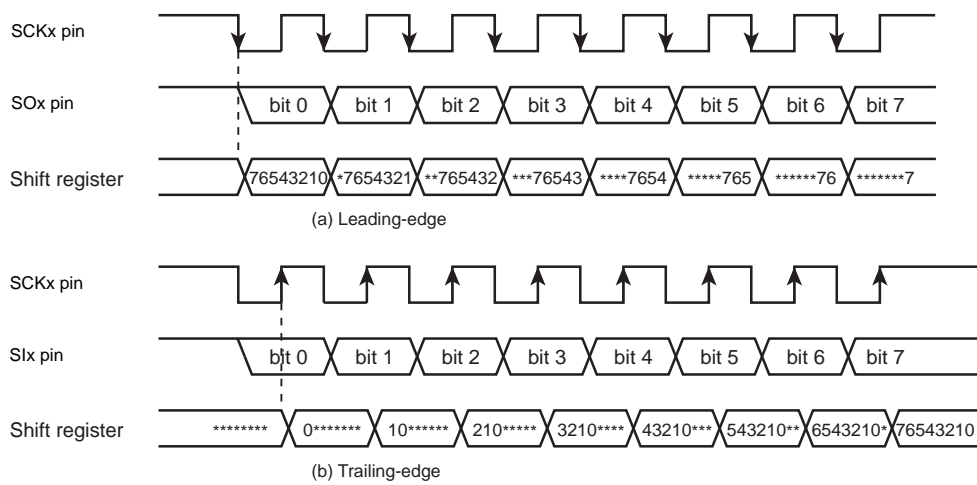 SCKx pin
SOx pin bit 0 bit 1 bit 2 bit 3 bit 4 bit 5 bit 6 bit 7
Shift register 76543210 *7654321 **765432 ***76543 ****7654 *****765 ******76 *******7
(a) Leading-edge
SCKx pin
SIx pin bit 0 bit 1 bit 2 bit 3 bit 4 bit 5 bit 6 bit 7
Shift register ******** 0******* 10****** 210***** 3210**** 43210*** 543210** 6543210* 76543210
(b) Trailing-edge